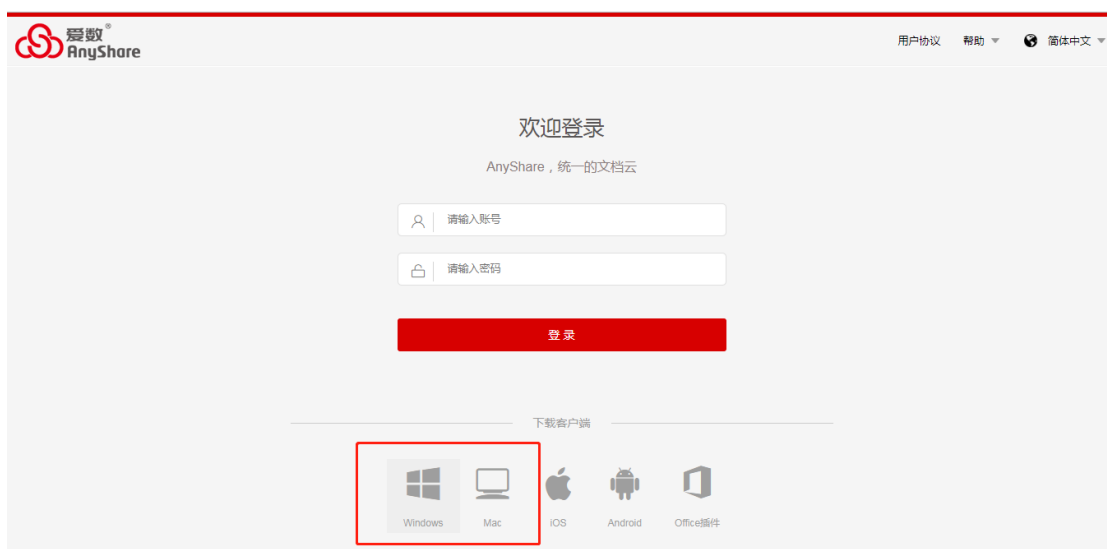 爱数®
AnyShare
用户协议 帮助 简体中文
欢迎登录
AnyShare，统一的文档云
请输入账号
请输入密码
登 录
下载客户端
Windows Mac iOS Android Office插件